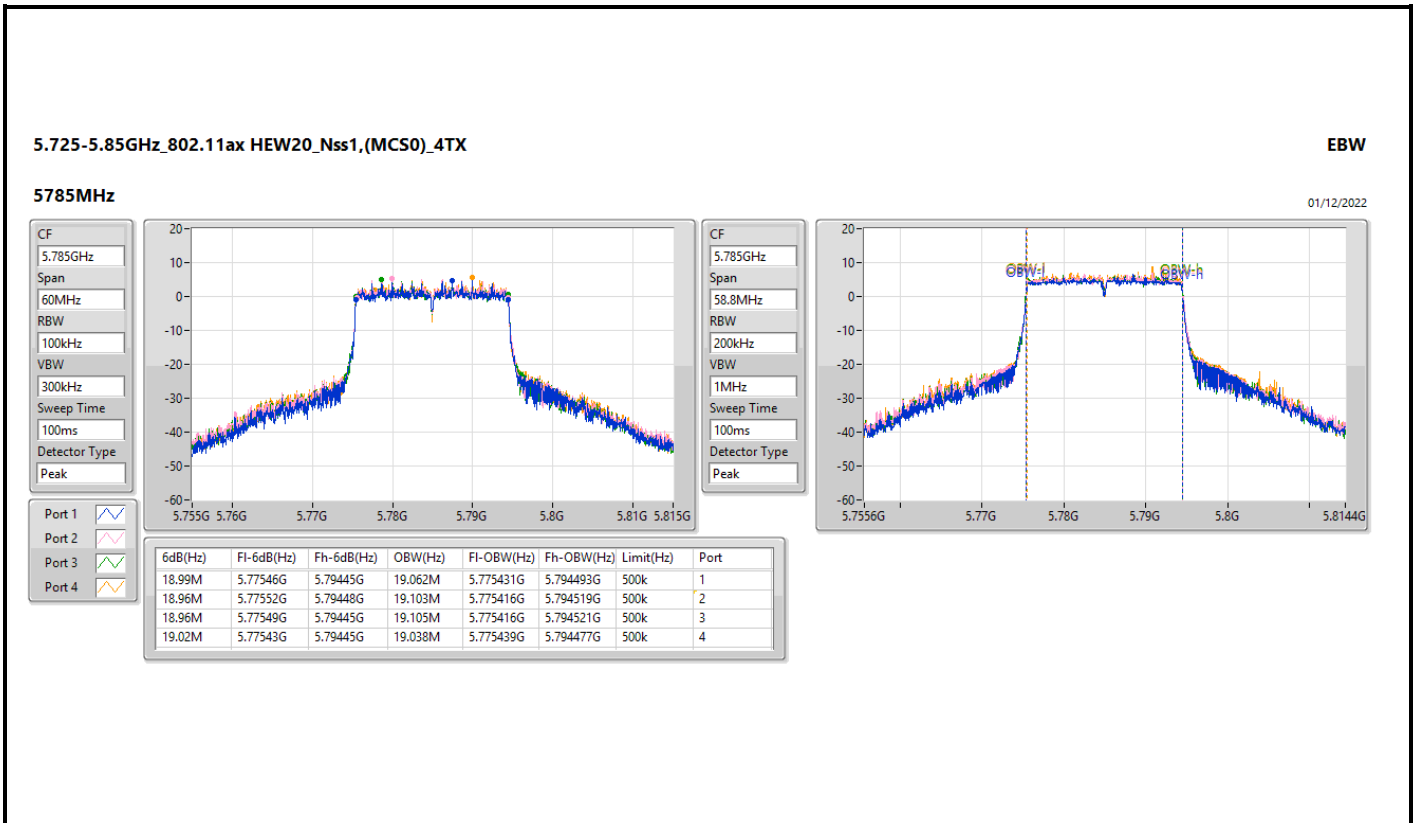 5.725-5.85GHz_802.11ax HEW20_Nss1,(MCS0)_4TX
EBW
5785MHz
01/12/2022
CF
5.785GHz
Span
60MHz
RBW
100kHz
VBW
300kHz
Sweep Time
100ms
Detector Type
Peak
20
10
0
-10
-20
-30
-40
-50
-60
5.755G 5.76G 5.77G 5.78G 5.79G 5.8G 5.81G 5.815G
CF
5.785GHz
Span
58.8MHz
RBW
200kHz
VBW
1MHz
Sweep Time
100ms
Detector Type
Peak
20
10
0
-10
-20
-30
-40
-50
-60
OBW-l OBW-h
5.7556G 5.77G 5.78G 5.79G 5.8G 5.8144G
Port 1
Port 2
Port 3
Port 4
6dB(Hz) Fl-6dB(Hz) Fh-6dB(Hz) OBW(Hz) Fl-OBW(Hz) Fh-OBW(Hz) Limit(Hz) Port
18.99M 5.77546G 5.79445G 19.062M 5.775431G 5.794493G 500k 1
18.96M 5.77552G 5.79448G 19.103M 5.775416G 5.794519G 500k 2
18.96M 5.77549G 5.79445G 19.105M 5.775416G 5.794521G 500k 3
19.02M 5.77543G 5.79445G 19.038M 5.775439G 5.794477G 500k 4